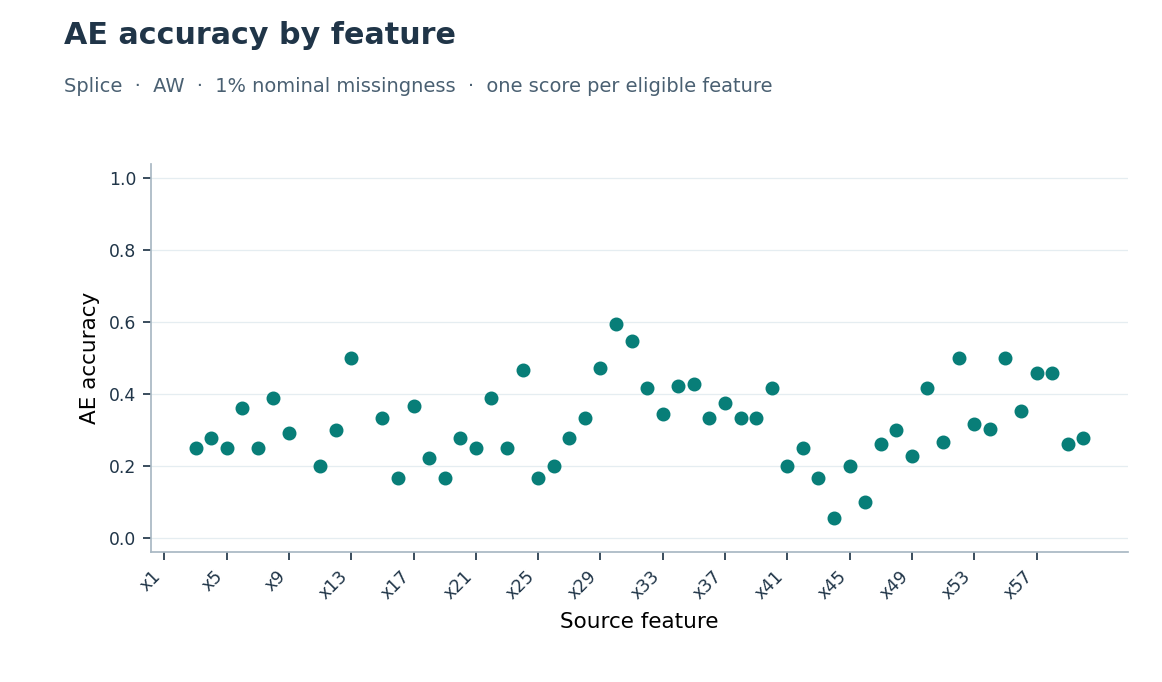 AE accuracy by feature
Splice · AW · 1% nominal missingness · one score per eligible feature
AE accuracy
1.0
0.8
0.6
0.4
0.2
0.0
x1 x5 x9 x13 x17 x21 x25 x29 x33 x37 x41 x45 x49 x53 x57
Source feature